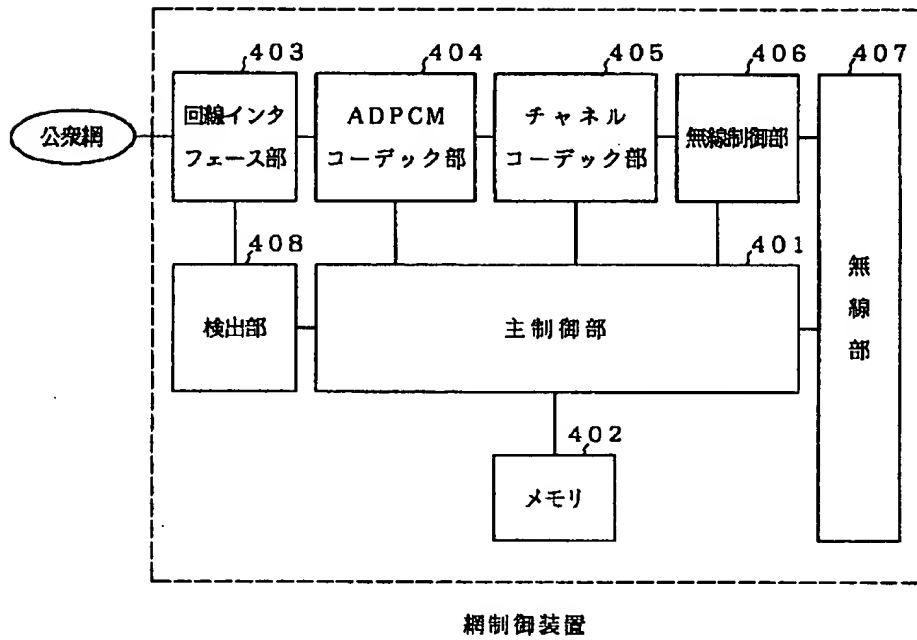 403
404
405
406
407
公衆網
回線インタ
フェース部
ADPCM
コーデック部
チャネル
コーデック部
無線制御部
無線部
408
検出部
401
主制御部
402
メモリ
網制御装置